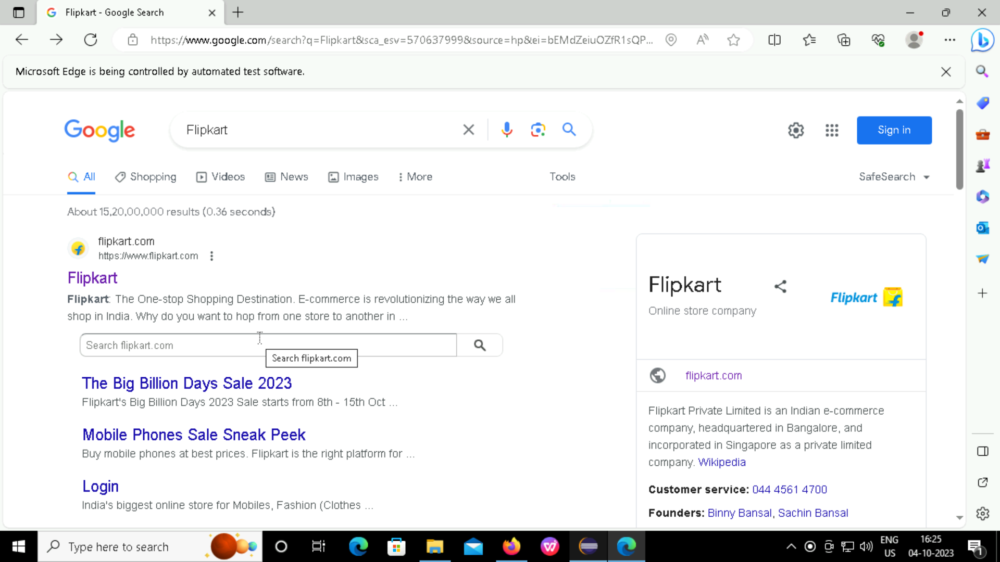 Flipkart - Google Search
https://www.google.com/search?q=Flipkart&sca_esv=570637999&source=hp&ei=bEMdZeiuOZfR1sQP...
Microsoft Edge is being controlled by automated test software.
Google
Flipkart
Sign in
All
Shopping
Videos
News
Images
More
Tools
SafeSearch
About 15,20,00,000 results (0.36 seconds)
flipkart.com
https://www.flipkart.com
Flipkart
Flipkart: The One-stop Shopping Destination. E-commerce is revolutionizing the way we all
shop in India. Why do you want to hop from one store to another in ...
Search flipkart.com
Search flipkart.com
The Big Billion Days Sale 2023
Flipkart's Big Billion Days 2023 Sale starts from 8th - 15th Oct ...
Mobile Phones Sale Sneak Peek
Buy mobile phones at best prices. Flipkart is the right platform for ...
Login
India's biggest online store for Mobiles, Fashion (Clothes ...
Flipkart
Online store company
Flipkart
flipkart.com
Flipkart Private Limited is an Indian e-commerce
company, headquartered in Bangalore, and
incorporated in Singapore as a private limited
company. Wikipedia
Customer service: 044 4561 4700
Founders: Binny Bansal, Sachin Bansal
Type here to search
ENG
US
16:25
04-10-2023
1